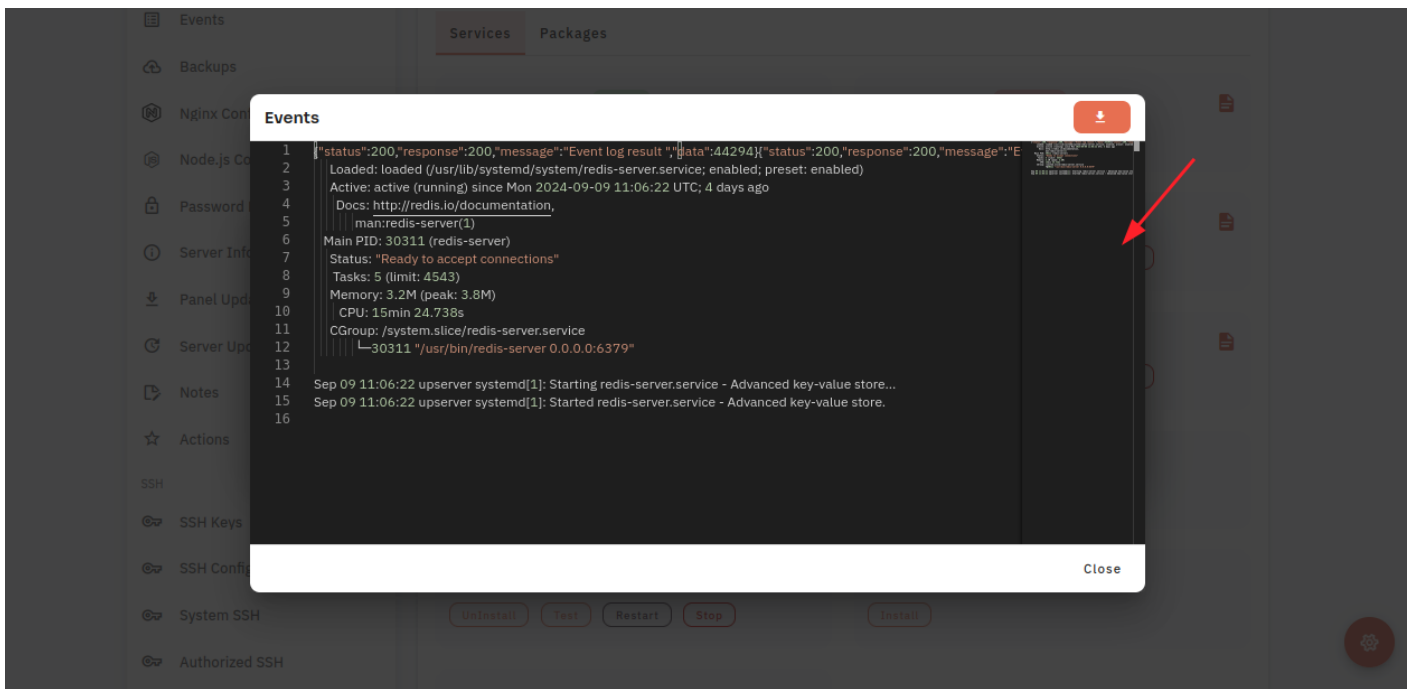 Events
Services Packages
Backups
Nginx Con
Node.js Co
Password
Server Info
Panel Upd
Server Upd
Notes
Actions
SSH
SSH Keys
SSH Config
System SSH
Authorized SSH
Events
1 {"status":200,"response":200,"message":"Event log result ","data":44294}{"status":200,"response":200,"message":"E
2 Loaded: loaded (/usr/lib/systemd/system/redis-server.service; enabled; preset: enabled)
3 Active: active (running) since Mon 2024-09-09 11:06:22 UTC; 4 days ago
4 Docs: http://redis.io/documentation,
5 man:redis-server(1)
6 Main PID: 30311 (redis-server)
7 Status: "Ready to accept connections"
8 Tasks: 5 (limit: 4543)
9 Memory: 3.2M (peak: 3.8M)
10 CPU: 15min 24.738s
11 CGroup: /system.slice/redis-server.service
12 └─30311 "/usr/bin/redis-server 0.0.0.0:6379"
13
14 Sep 09 11:06:22 upserver systemd[1]: Starting redis-server.service - Advanced key-value store...
15 Sep 09 11:06:22 upserver systemd[1]: Started redis-server.service - Advanced key-value store.
16
Close
UnInstall Test Restart Stop Install